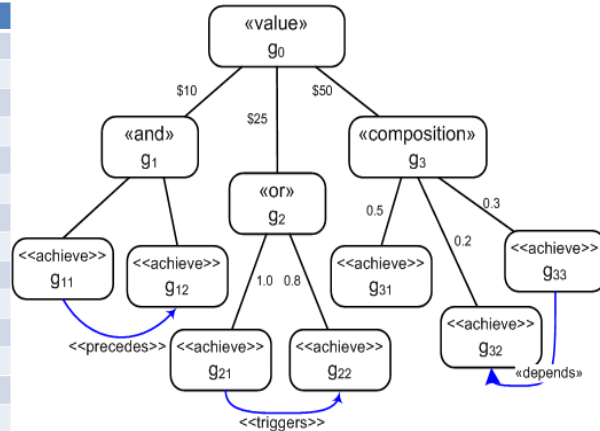 «value»
g₀
$10
$25
$50
«and»
g₁
«or»
g₂
«composition»
g₃
0.5
0.2
0.3
<<achieve>>
g₁₁
<<achieve>>
g₁₂
1.0 0.8
<<achieve>>
g₃₁
<<achieve>>
g₃₃
<<precedes>>
<<achieve>>
g₂₁
<<achieve>>
g₂₂
<<achieve>>
g₃₂
«depends»
<<triggers>>